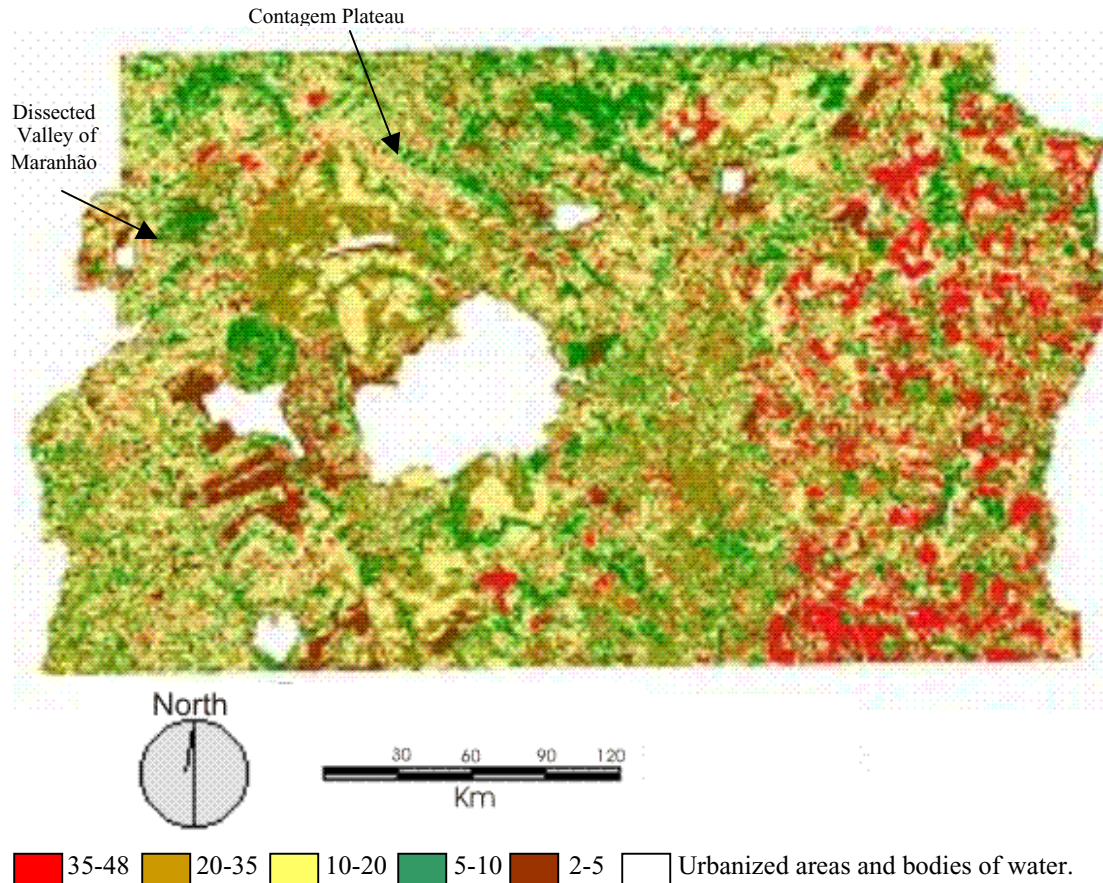 Contagem Plateau
Dissected
Valley of
Maranhão
North
30 60 90 120
Km
35-48 20-35 10-20 5-10 2-5 Urbanized areas and bodies of water.